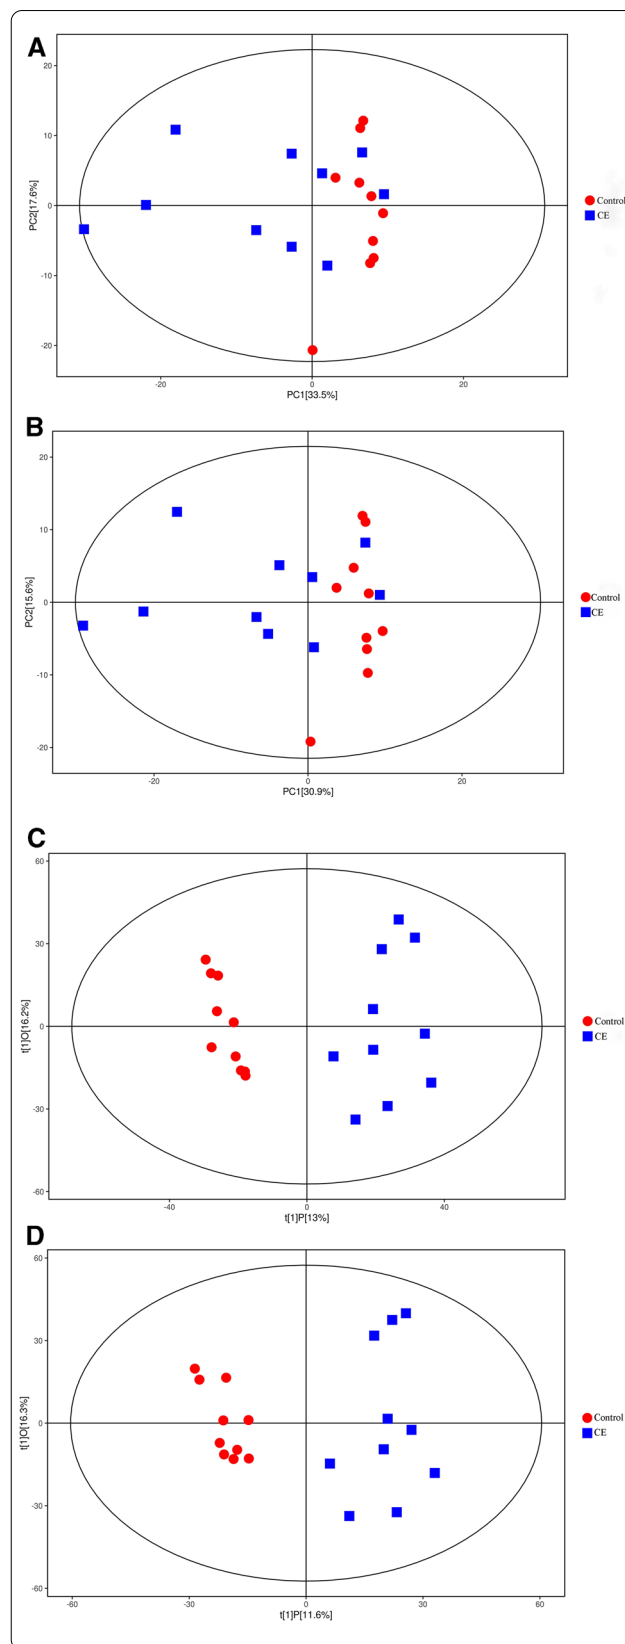 A
20
10
0
-10
-20
PC2[17.6%]
-20 0 20
PC1[33.5%]
Control
CE
B
20
10
0
-10
-20
PC2[15.6%]
-20 0 20
PC1[30.9%]
Control
CE
C
60
30
0
-30
-60
t[1]O[16.2%]
-40 0 40
t[1]P[13%]
Control
CE
D
60
30
0
-30
-60
t[1]O[16.3%]
-60 -30 0 30 60
t[1]P[11.6%]
Control
CE